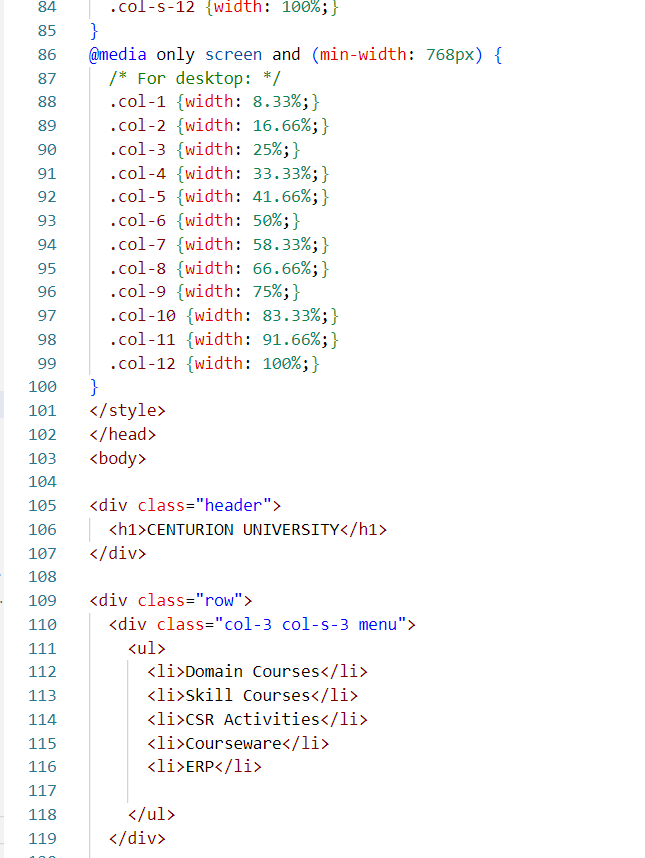 84 .col-s-12 {width: 100%;}
85 }
86 @media only screen and (min-width: 768px) {
87 /* For desktop: */
88 .col-1 {width: 8.33%;}
89 .col-2 {width: 16.66%;}
90 .col-3 {width: 25%;}
91 .col-4 {width: 33.33%;}
92 .col-5 {width: 41.66%;}
93 .col-6 {width: 50%;}
94 .col-7 {width: 58.33%;}
95 .col-8 {width: 66.66%;}
96 .col-9 {width: 75%;}
97 .col-10 {width: 83.33%;}
98 .col-11 {width: 91.66%;}
99 .col-12 {width: 100%;}
100 }
101 </style>
102 </head>
103 <body>
104
105 <div class="header">
106 <h1>CENTURION UNIVERSITY</h1>
107 </div>
108
109 <div class="row">
110 <div class="col-3 col-s-3 menu">
111 <ul>
112 <li>Domain Courses</li>
113 <li>Skill Courses</li>
114 <li>CSR Activities</li>
115 <li>Courseware</li>
116 <li>ERP</li>
117
118 </ul>
119 </div>